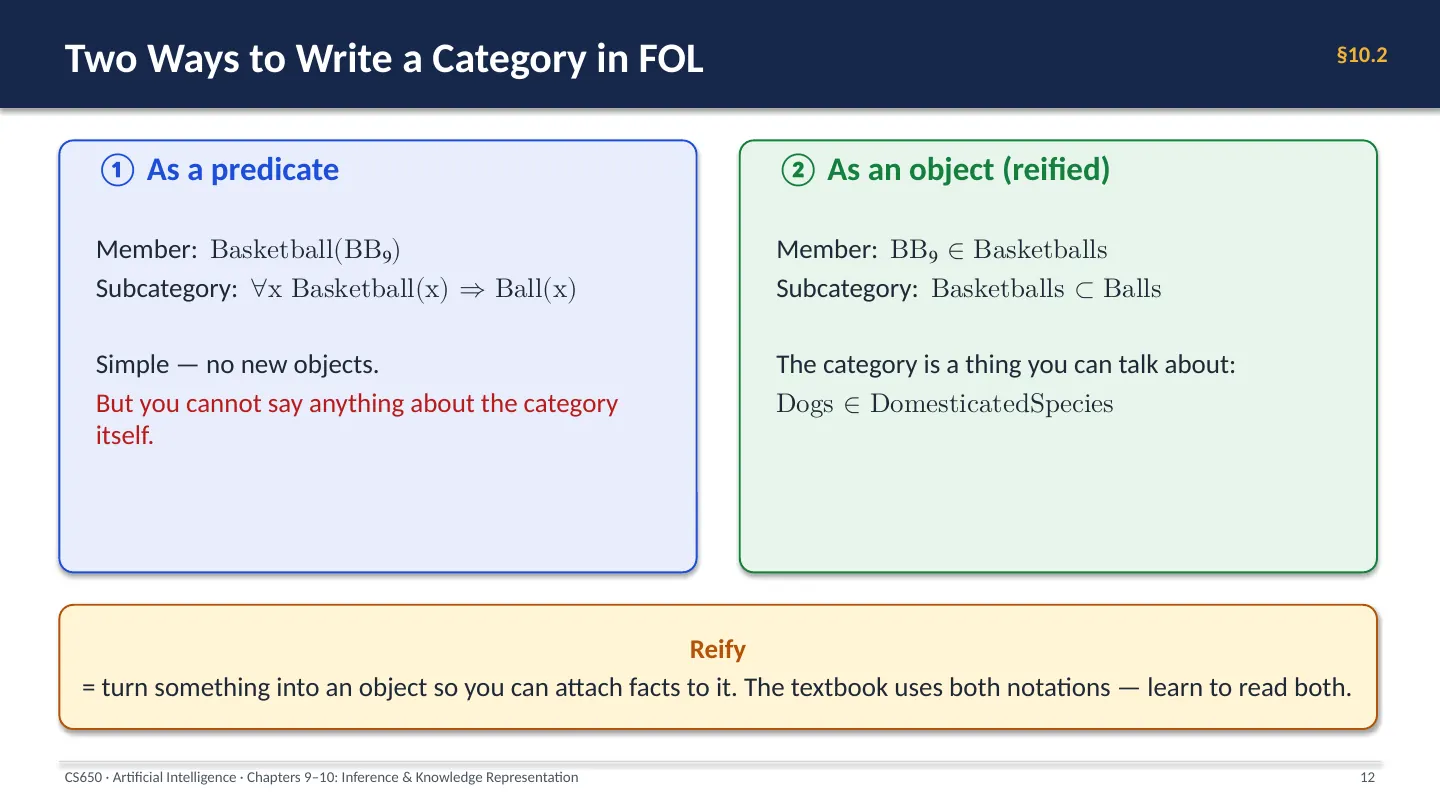 Two Ways to Write a Category in FOL
§10.2
① As a predicate
Member: Basketball(BB₉)
Subcategory: ∀x Basketball(x) ⇒ Ball(x)
Simple — no new objects.
But you cannot say anything about the category
itself.
② As an object (reified)
Member: BB₉ ∈ Basketballs
Subcategory: Basketballs ⊂ Balls
The category is a thing you can talk about:
Dogs ∈ DomesticatedSpecies
Reify
= turn something into an object so you can attach facts to it. The textbook uses both notations — learn to read both.
CS650 · Artificial Intelligence · Chapters 9–10: Inference & Knowledge Representation
12